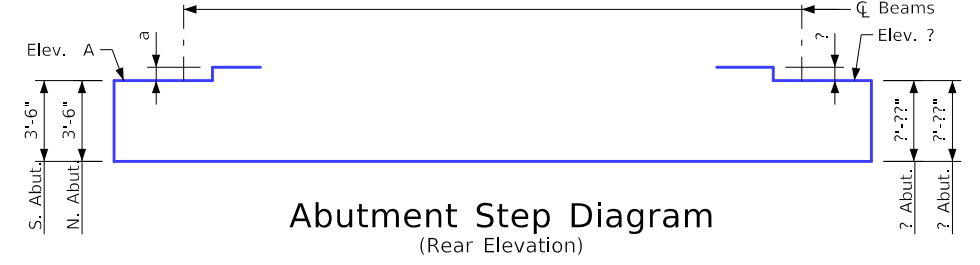 ℄ Beams
a
?
Elev. A
Elev. ?
3'-6"
3'-6"
?'-??"
?'-??"
S. Abut.
N. Abut.
? Abut.
? Abut.
Abutment Step Diagram
(Rear Elevation)